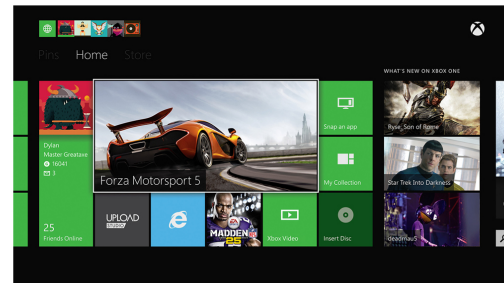 Pins Home Store
WHAT'S NEW ON XBOX ONE
Dylan
Master Greataxe
16041
3
25
Friends Online
Forza Motorsport 5
Snap an app
My Collection
UPLOAD
STUDIO
MADDEN
25
Xbox Video
Insert Disc
Ryse: Son of Rome
Star Trek Into Darkness
deadmau5